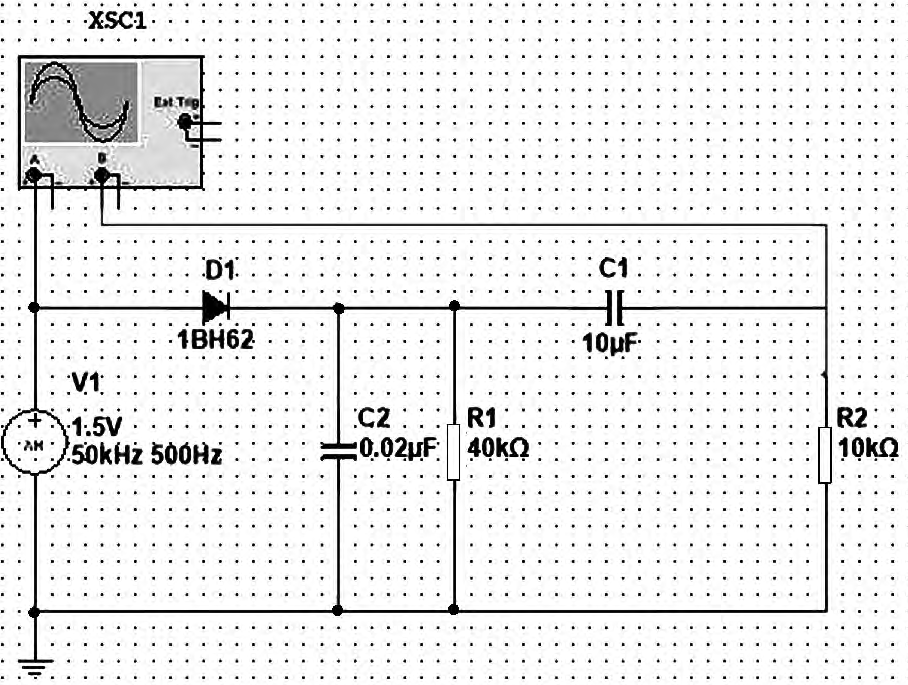 XSC1
Ext Trig
+
−
A
B
+ − + −
D1
1BH62
C1
10µF
V1
1.5V
50kHz 500Hz
+
AM
C2
0.02µF
R1
40kΩ
R2
10kΩ